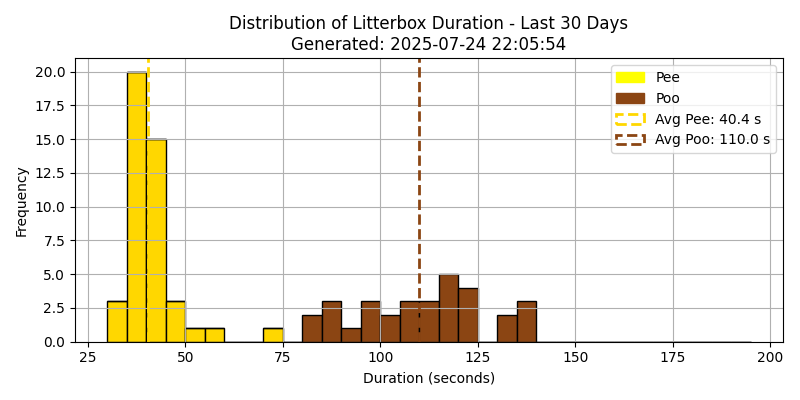 Distribution of Litterbox Duration - Last 30 Days
Generated: 2025-07-24 22:05:54
Pee
Poo
Avg Pee: 40.4 s
Avg Poo: 110.0 s
Frequency
20.0
17.5
15.0
12.5
10.0
7.5
5.0
2.5
0.0
25 50 75 100 125 150 175 200
Duration (seconds)